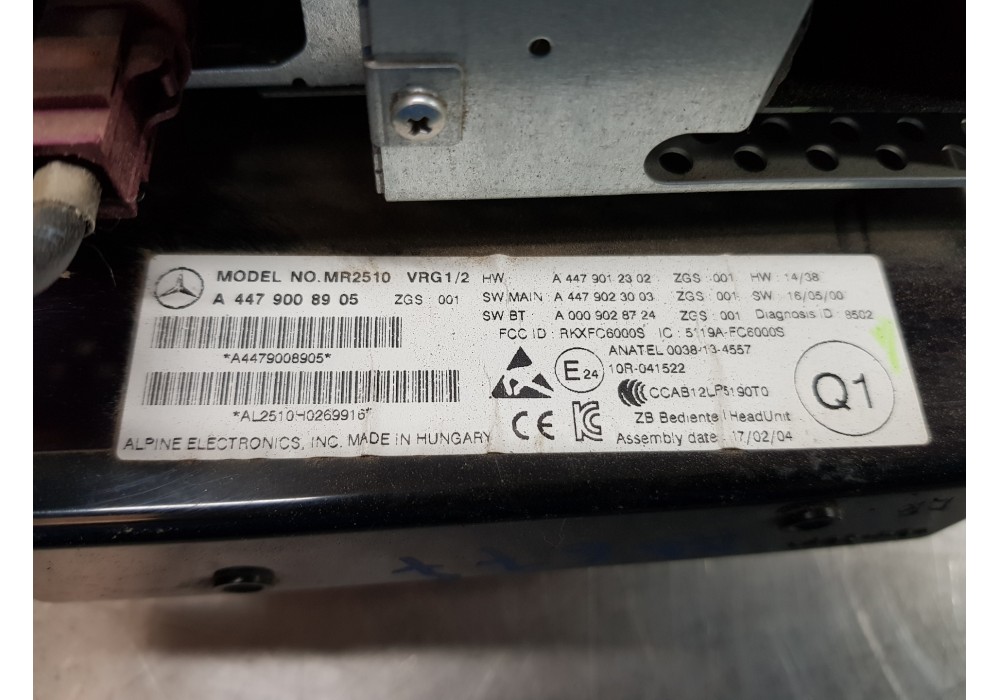 MODEL NO.MR2510 VRG1/2 HW: A 447 901 23 02 ZGS : 001 HW : 14/38
A 447 900 89 05 ZGS : 001 SW MAIN : A 447 902 30 03 ZGS : 001 SW : 16/05/00
SW BT : A 000 902 87 24 ZGS : 001 Diagnosis ID : 8502
FCC ID : RKXFC6000S IC : 5119A-FC6000S
*A4479008905*
ANATEL 0038-13-4557
E24 10R-041522
CCAB12LP5190T0
Q1
*AL2510H0269916*
CE KC ZB Bediente HeadUnit
ALPINE ELECTRONICS, INC. MADE IN HUNGARY Assembly date : 17/02/04